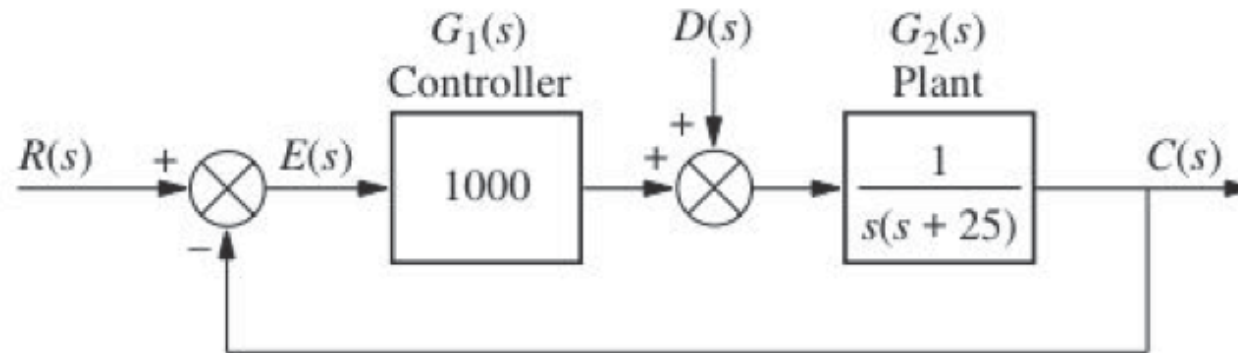 G₁(s)
Controller
D(s)
G₂(s)
Plant
R(s)
+
E(s)
1000
+
+
1
s(s + 25)
C(s)
−